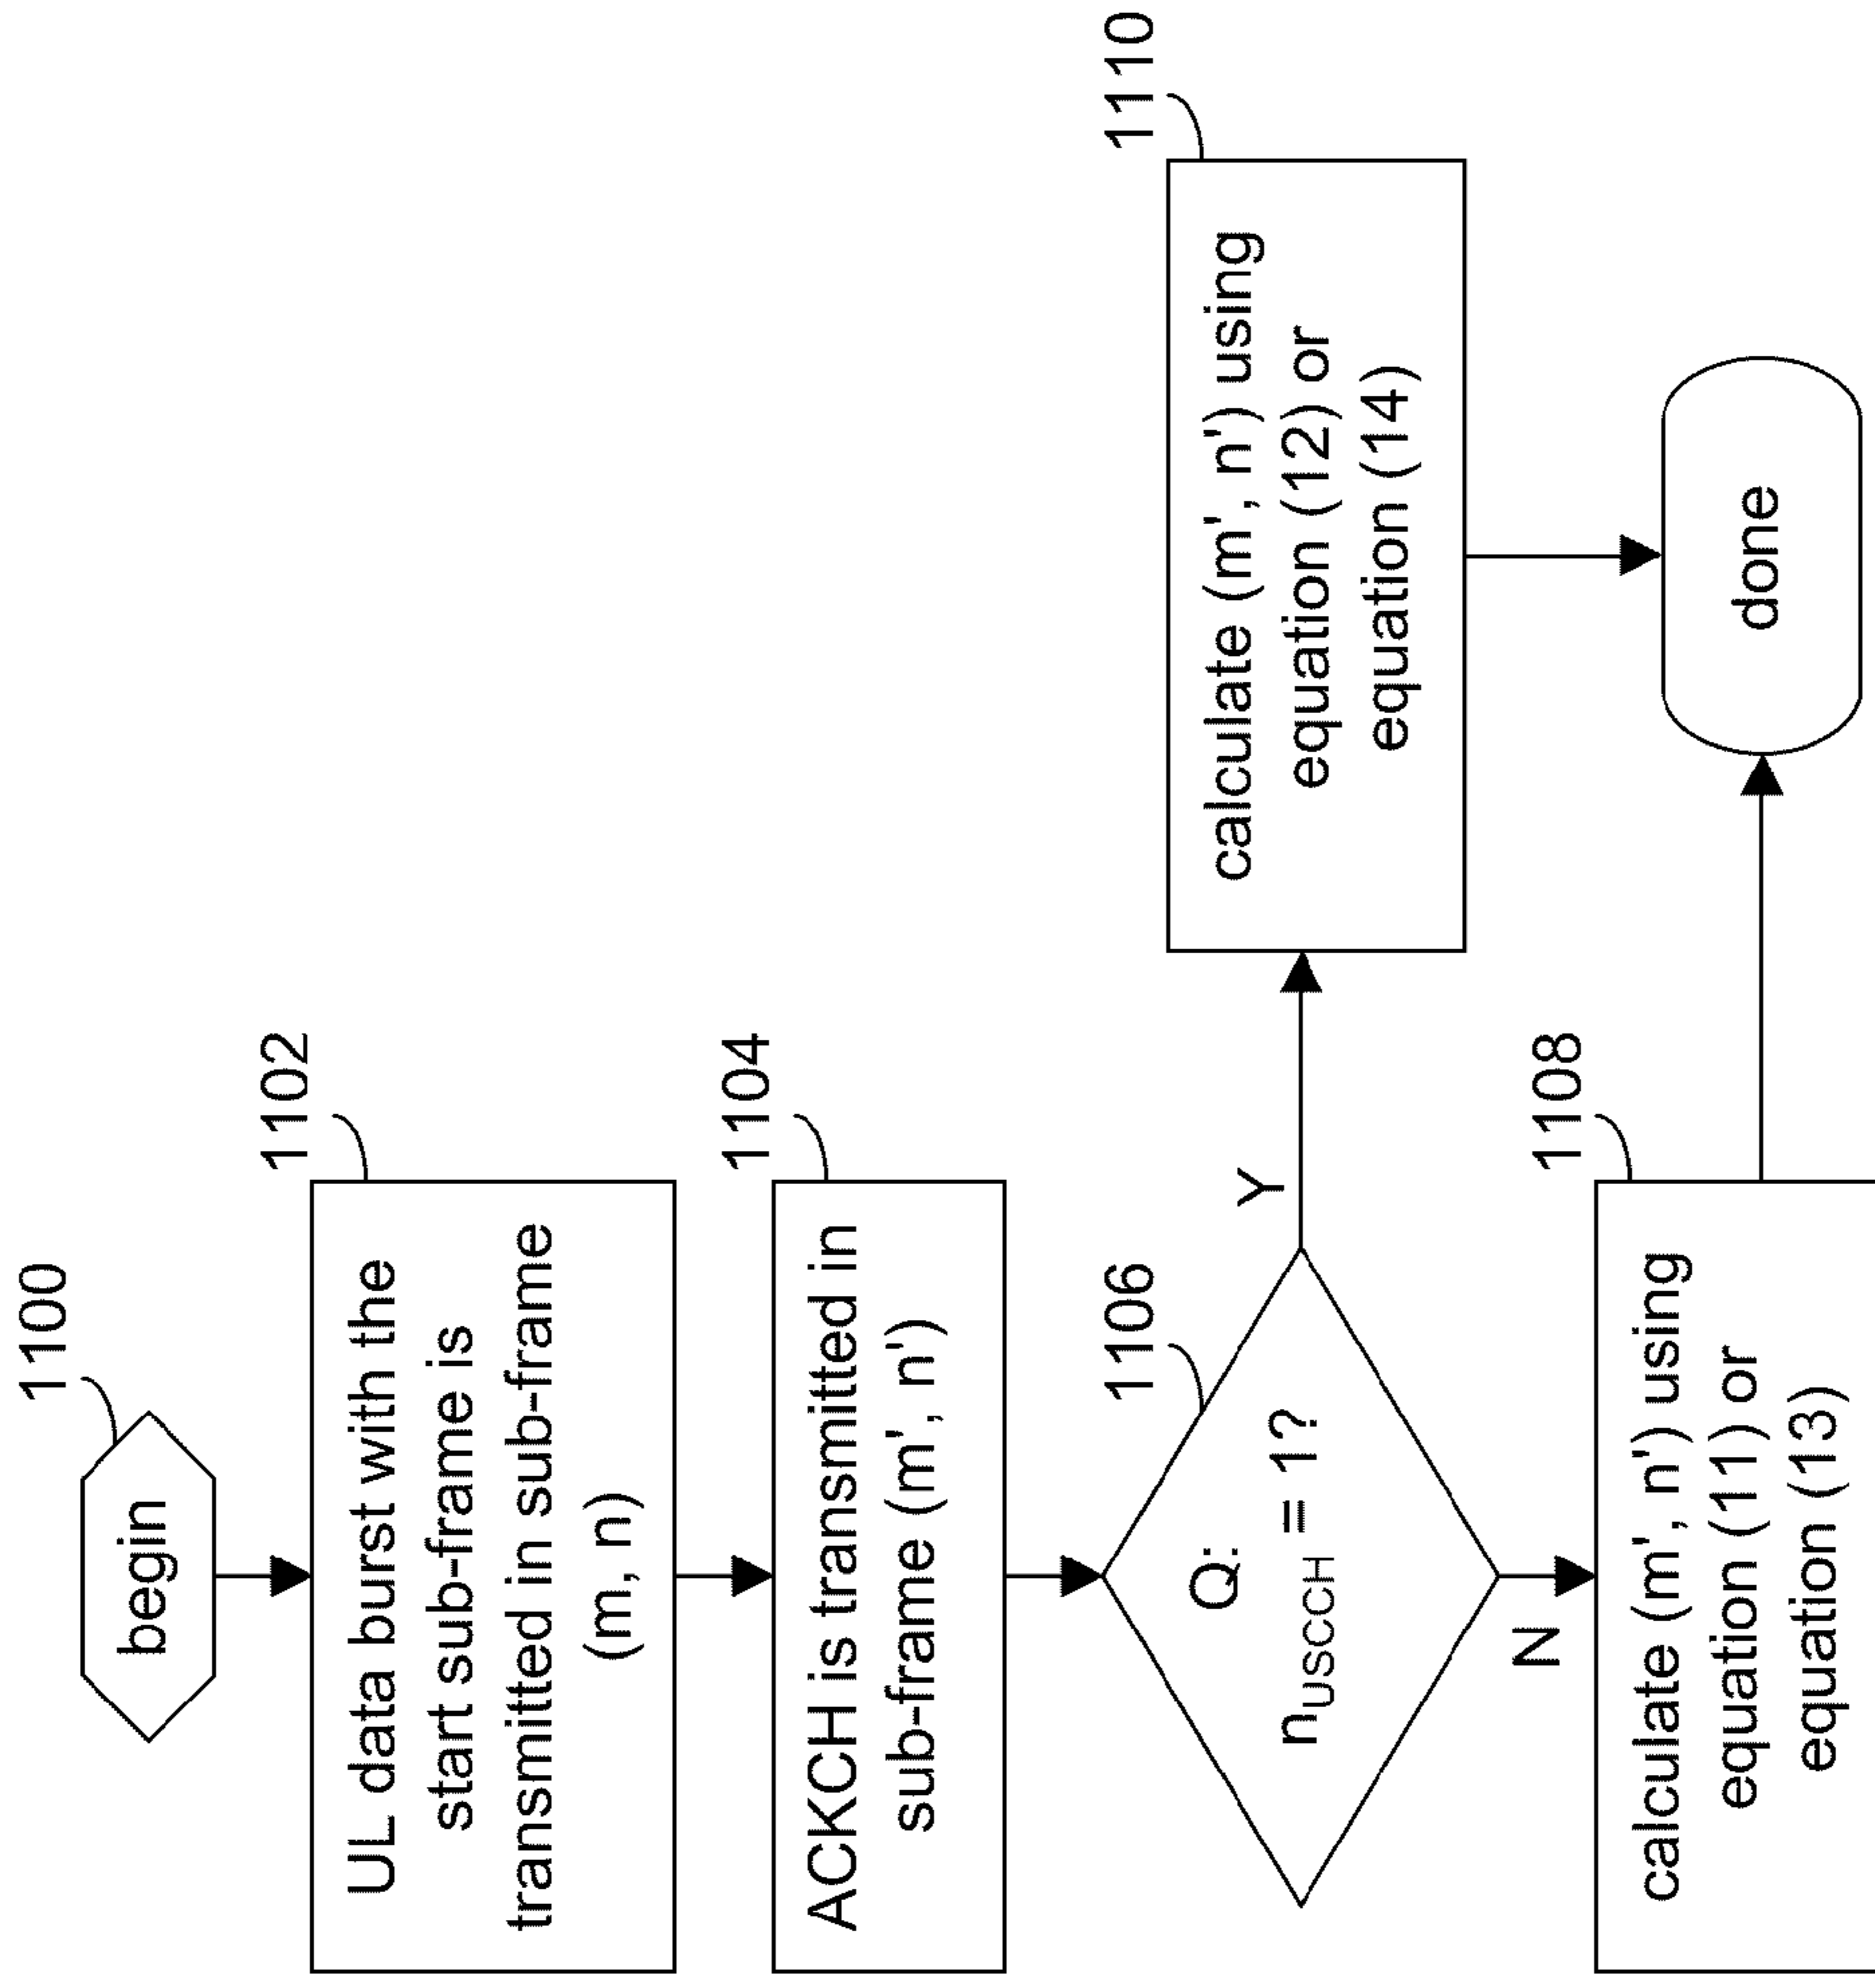 1100
begin
1102
UL data burst with the
start sub-frame is
transmitted in sub-frame
(m, n)
1104
ACKCH is transmitted in
sub-frame (m', n')
1106
Q:
nUSCCH = 1?
Y
N
1110
calculate (m', n') using
equation (12) or
equation (14)
1108
calculate (m', n') using
equation (11) or
equation (13)
done